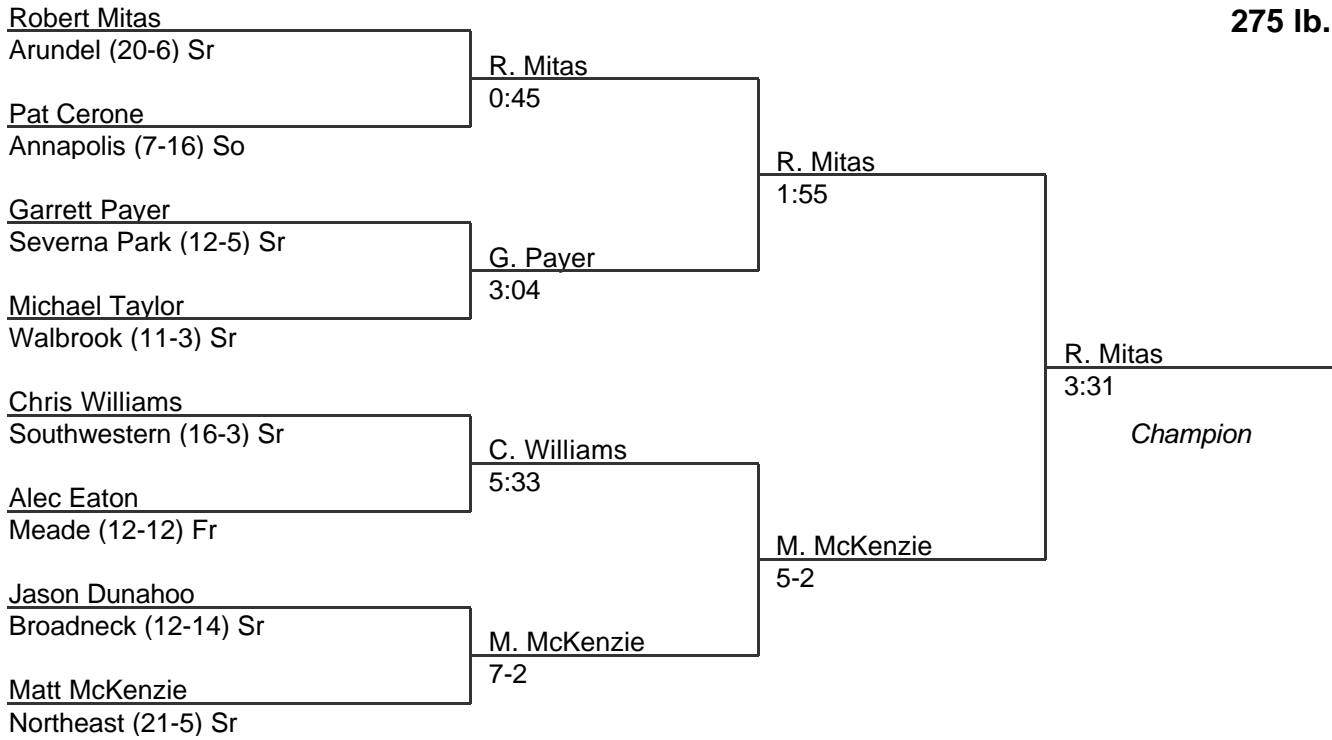 275 lb.
Robert Mitas
Arundel (20-6) Sr
Pat Cerone
Annapolis (7-16) So
Garrett Payer
Severna Park (12-5) Sr
Michael Taylor
Walbrook (11-3) Sr
Chris Williams
Southwestern (16-3) Sr
Alec Eaton
Meade (12-12) Fr
Jason Dunahoo
Broadneck (12-14) Sr
Matt McKenzie
Northeast (21-5) Sr
R. Mitas
0:45
G. Payer
3:04
C. Williams
5:33
M. McKenzie
7-2
R. Mitas
1:55
M. McKenzie
5-2
R. Mitas
3:31
Champion